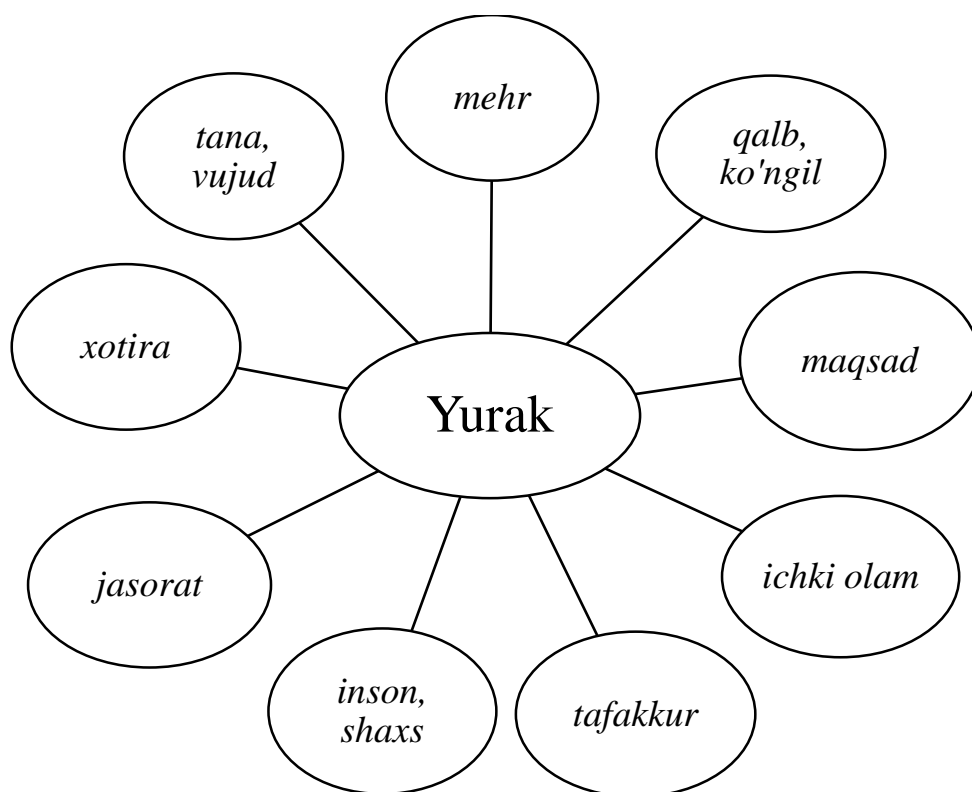 mehr
tana,
vujud
qalb,
ko'ngil
xotira
maqsad
Yurak
jasorat
ichki olam
inson,
shaxs
tafakkur